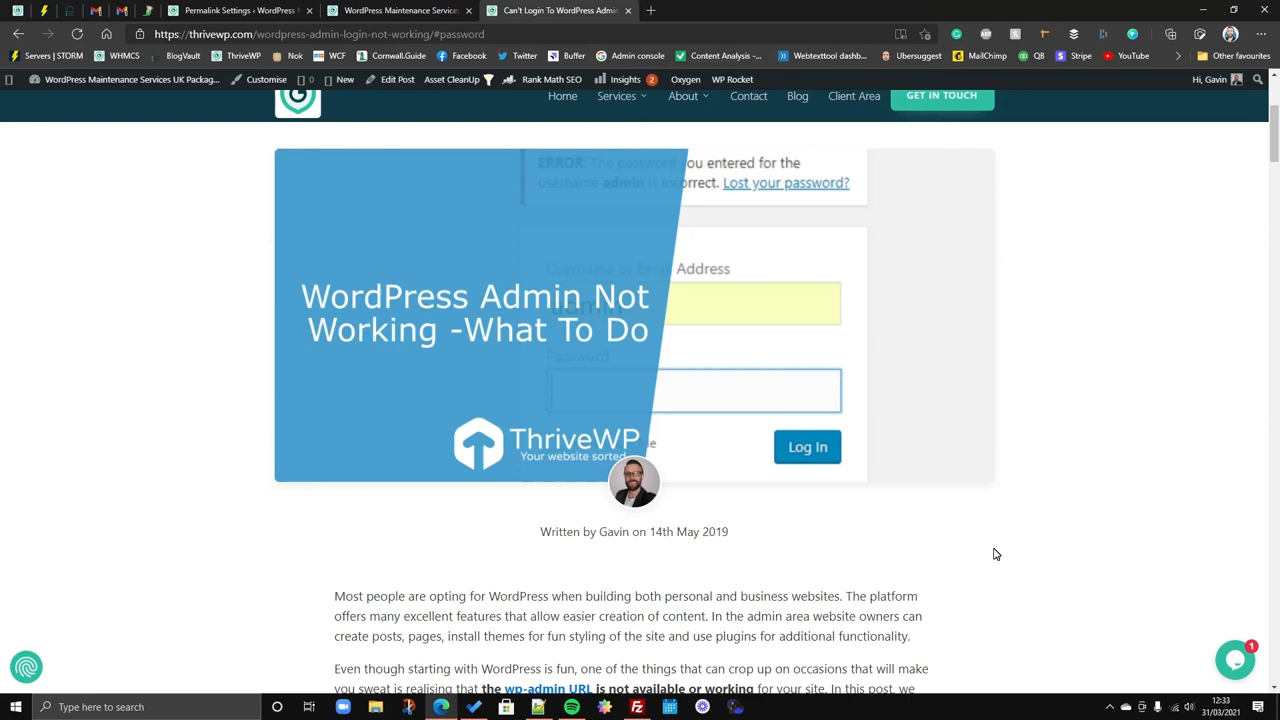 Permalink Settings ‹ WordPress M
WordPress Maintenance Services
Can't Login To WordPress Admin
https://thrivewp.com/wordpress-admin-login-not-working/#password
Servers | STORM
WHMCS
BlogVault
ThriveWP
Nok
Cornwall.Guide
Facebook
Twitter
Buffer
Admin console
Content Analysis -...
Webtexttool dashb...
Ubersuggest
MailChimp
QB
Stripe
YouTube
Other favourites
WordPress Maintenance Services UK Packag...
Customise
0
New
Edit Post
Asset CleanUp
Rank Math SEO
Insights 2
Oxygen
WP Rocket
Hi, Gavin
Home
Services
About
Contact
Blog
Client Area
GET IN TOUCH
ERROR: The password you entered for the
username admin is incorrect. Lost your password?
Username or Email Address
admin
Password
Log In
WordPress Admin Not
Working -What To Do
ThriveWP
Your website sorted.
Written by Gavin on 14th May 2019
Most people are opting for WordPress when building both personal and business websites. The platform
offers many excellent features that allow easier creation of content. In the admin area website owners can
create posts, pages, install themes for fun styling of the site and use plugins for additional functionality.
Even though starting with WordPress is fun, one of the things that can crop up on occasions that will make
you sweat is realising that the wp-admin URL is not available or working for your site. In this post, we
1
Type here to search
12:33
31/03/2021